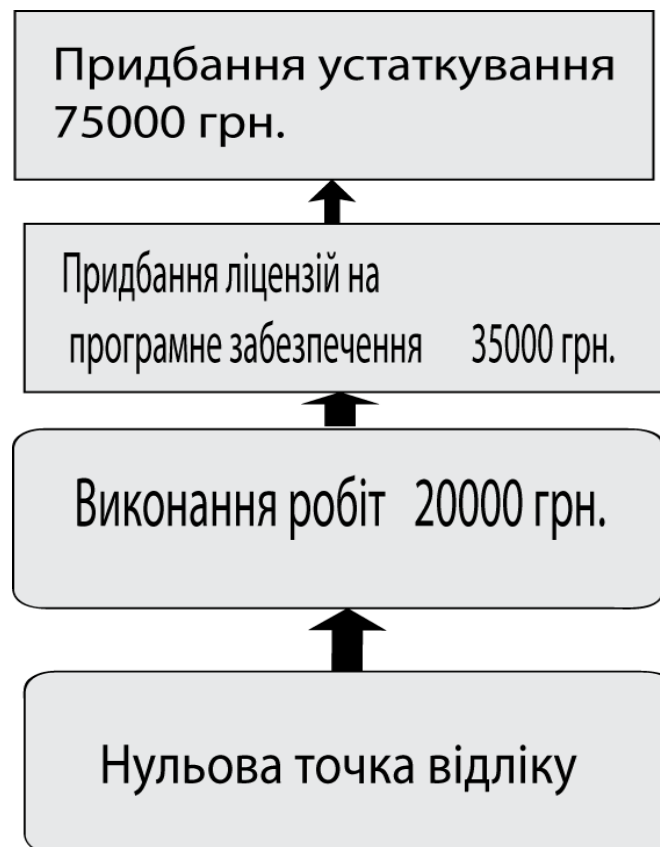 Придбання устаткування
75000 грн.
Придбання ліцензій на
програмне забезпечення 35000 грн.
Виконання робіт 20000 грн.
Нульова точка відліку